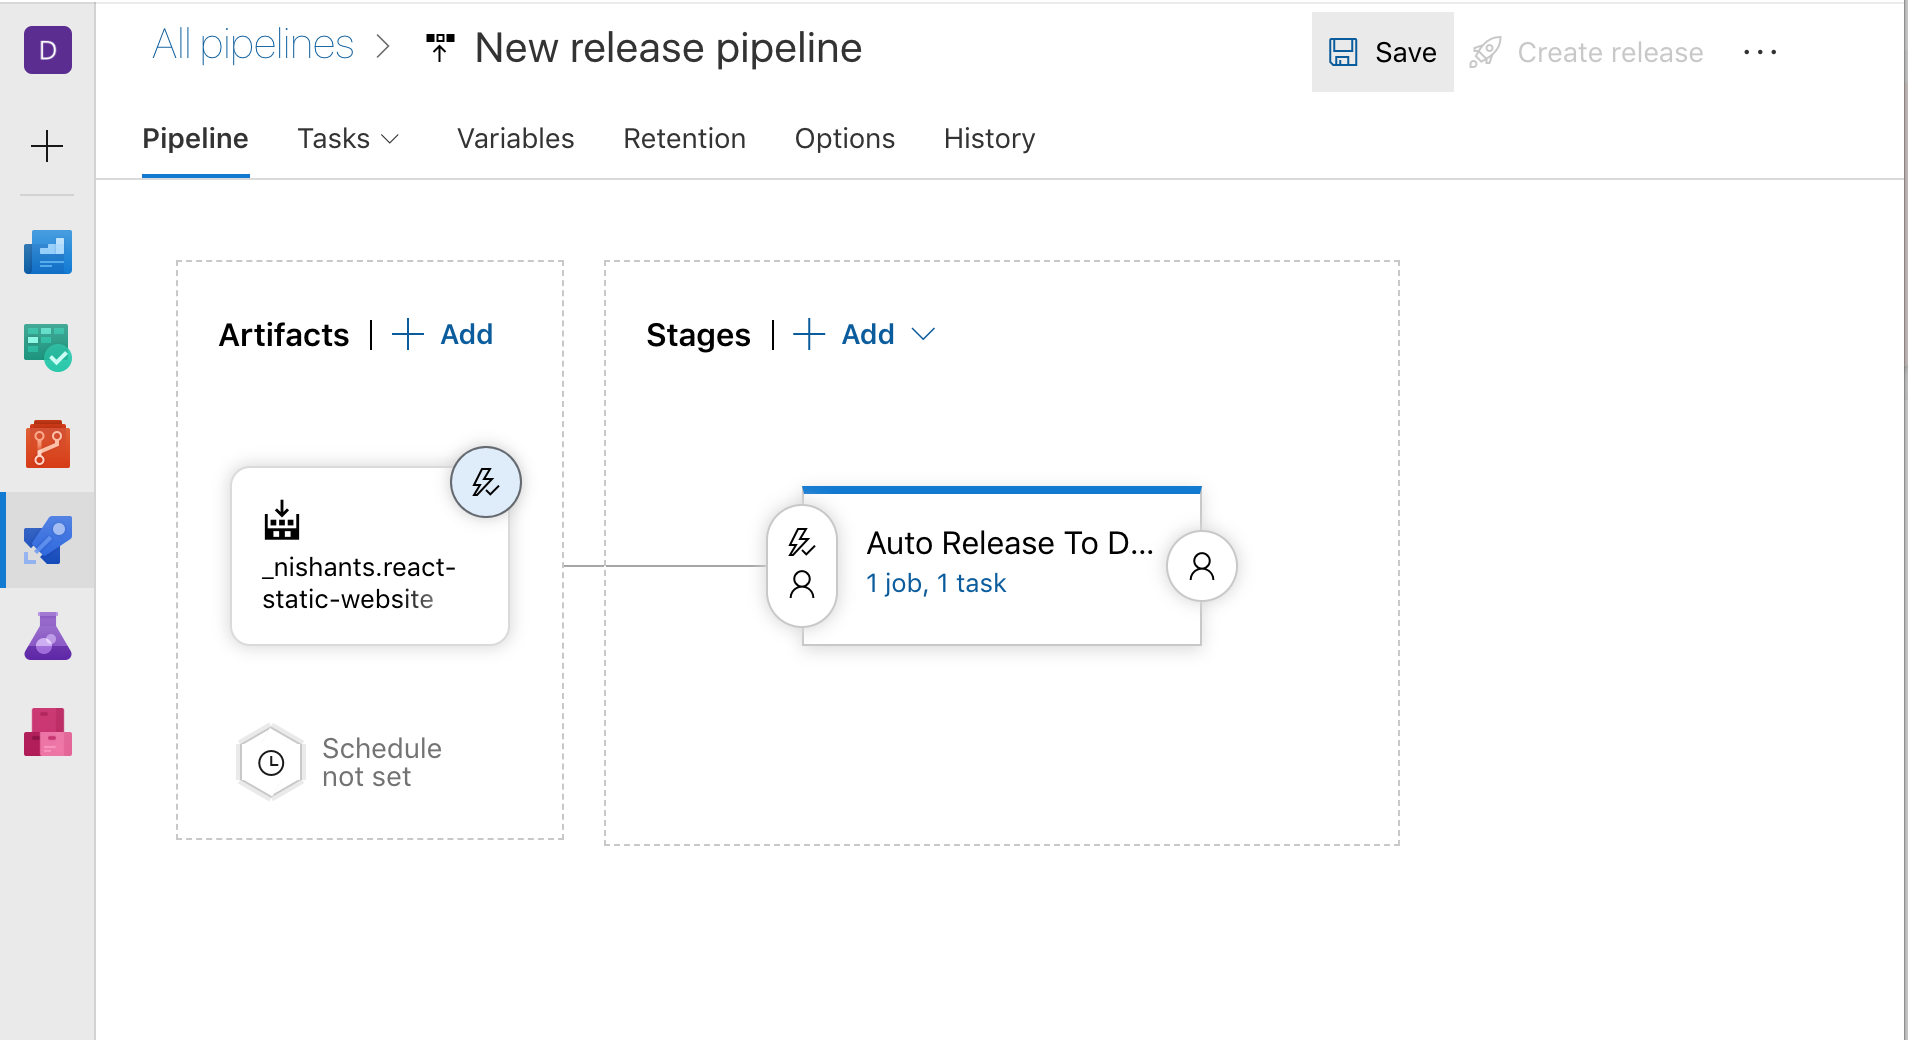 D
All pipelines > New release pipeline
Save
Create release
...
Pipeline
Tasks
Variables
Retention
Options
History
Artifacts | + Add
_nishants.react-
static-website
Schedule
not set
Stages | + Add
Auto Release To D...
1 job, 1 task